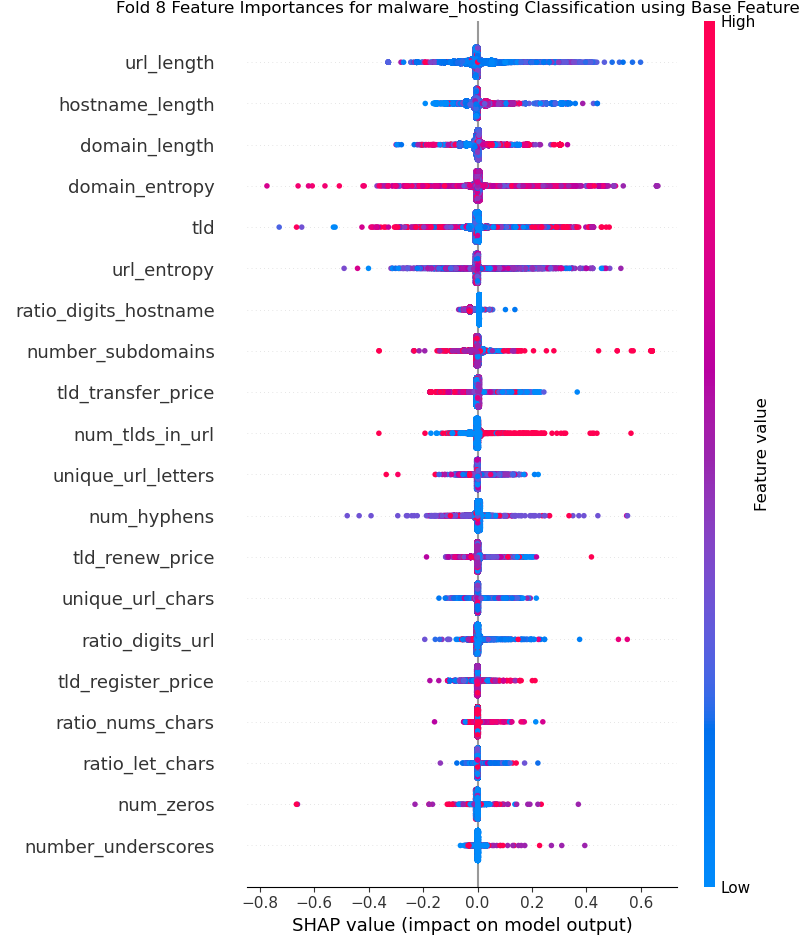 Fold 8 Feature Importances for malware_hosting Classification using Base Feature
High
url_length
hostname_length
domain_length
domain_entropy
tld
url_entropy
ratio_digits_hostname
number_subdomains
tld_transfer_price
num_tlds_in_url
unique_url_letters
num_hyphens
tld_renew_price
unique_url_chars
ratio_digits_url
tld_register_price
ratio_nums_chars
ratio_let_chars
num_zeros
number_underscores
Feature value
Low
−0.8 −0.6 −0.4 −0.2 0.0 0.2 0.4 0.6
SHAP value (impact on model output)